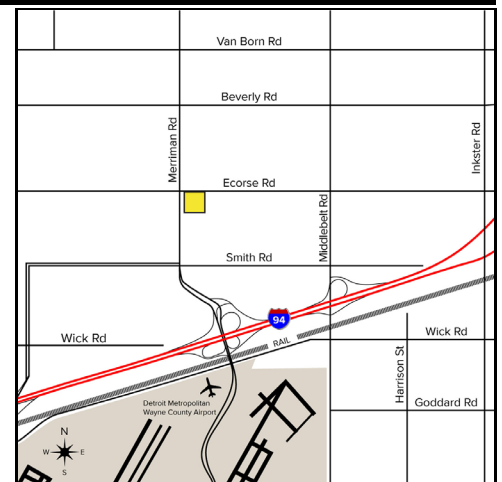 Van Born Rd
Beverly Rd
Merriman Rd
Inkster Rd
Ecorse Rd
Middlebelt Rd
Smith Rd
94
Wick Rd
RAIL
Wick Rd
Harrison St
Detroit Metropolitan
Wayne County Airport
Goddard Rd
N
W E
S